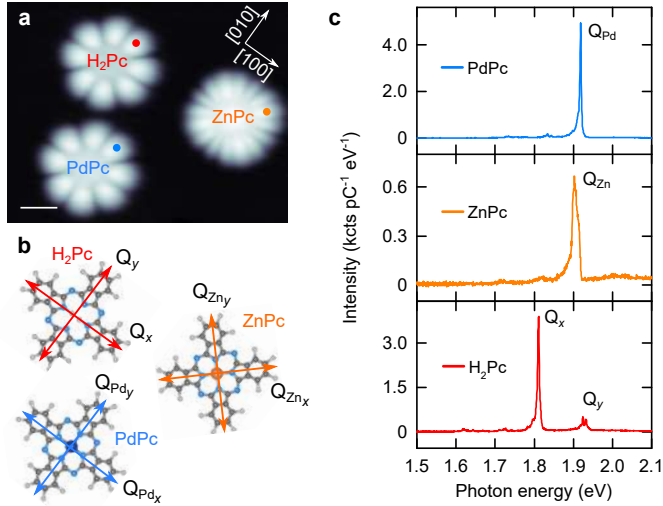 a
[010]
[100]
H₂Pc
ZnPc
PdPc
b
H₂Pc
Qy
Qx
QZny
ZnPc
QZnx
QPdy
PdPc
QPdx
c
Intensity (kcts pC⁻¹ eV⁻¹)
4.0
2.0
0
QPd
PdPc
0.6
0.3
0
QZn
ZnPc
3.0
1.5
0
Qx
H₂Pc
Qy
1.5 1.6 1.7 1.8 1.9 2.0 2.1
Photon energy (eV)